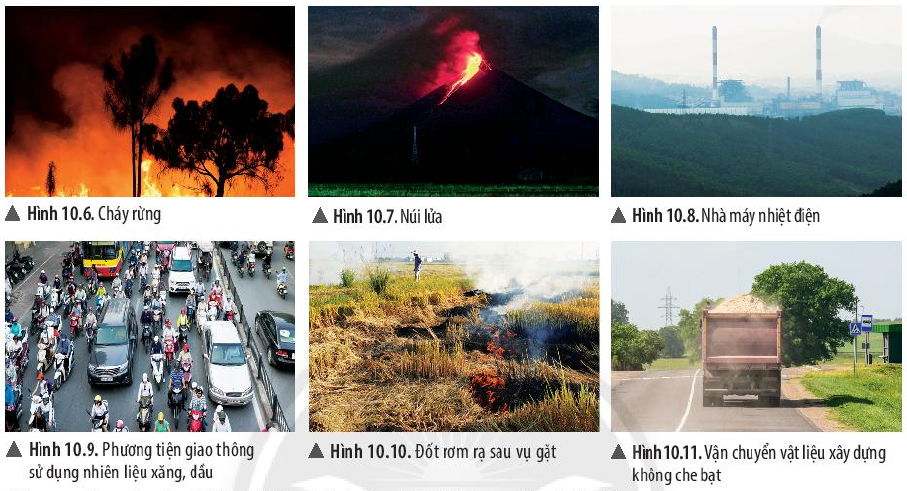 ▲ Hình 10.6. Cháy rừng
▲ Hình 10.7. Núi lửa
▲ Hình 10.8. Nhà máy nhiệt điện
▲ Hình 10.9. Phương tiện giao thông
sử dụng nhiên liệu xăng, dầu
▲ Hình 10.10. Đốt rơm rạ sau vụ gặt
▲ Hình 10.11. Vận chuyển vật liệu xây dựng
không che bạt